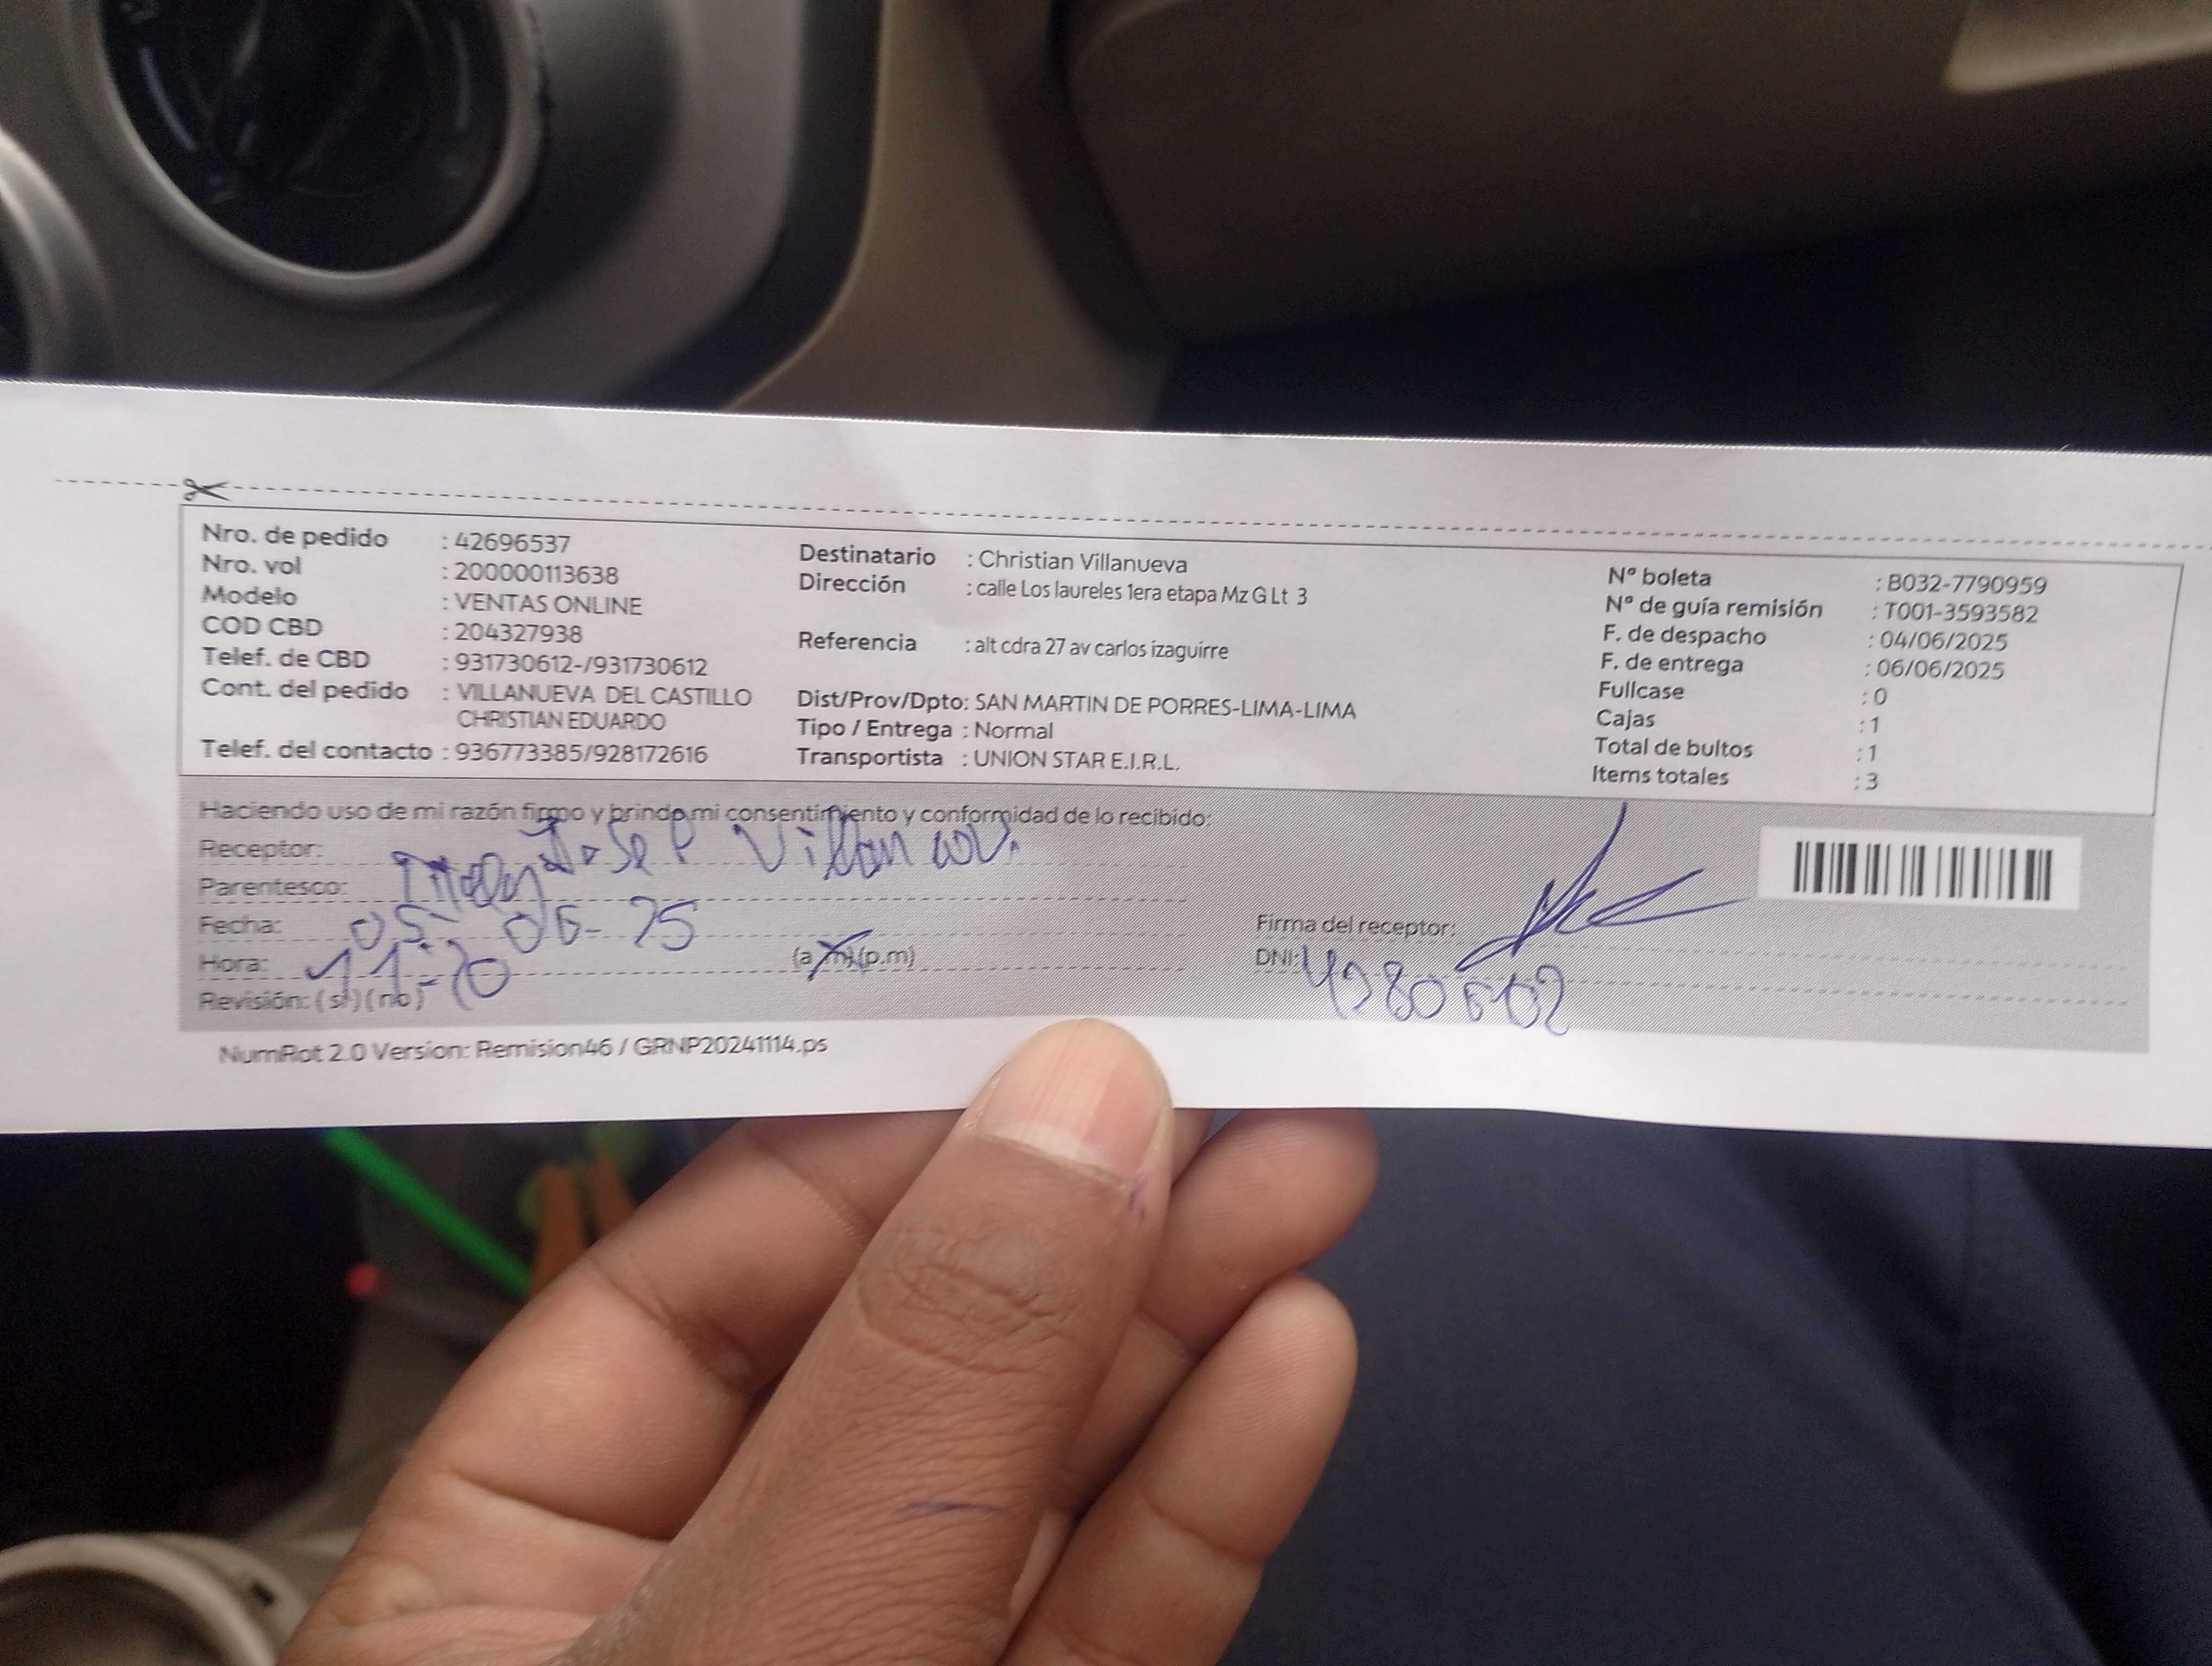 Nro. de pedido : 42696537
Nro. vol : 200000113638
Modelo : VENTAS ONLINE
COD CBD : 204327938
Telef. de CBD : 931730612-/931730612
Cont. del pedido : VILLANUEVA DEL CASTILLO
CHRISTIAN EDUARDO
Telef. del contacto : 936773385/928172616
Destinatario : Christian Villanueva
Dirección : calle Los laureles 1era etapa Mz G Lt 3
Referencia : alt cdra 27 av carlos izaguirre
Dist/Prov/Dpto: SAN MARTIN DE PORRES-LIMA-LIMA
Tipo / Entrega : Normal
Transportista : UNION STAR E.I.R.L.
Nº boleta : B032-7790959
Nº de guía remisión : T001-3593582
F. de despacho : 04/06/2025
F. de entrega : 06/06/2025
Fullcase : 0
Cajas : 1
Total de bultos : 1
Items totales : 3
Haciendo uso de mi razón firmo y brindo mi consentimiento y conformidad de lo recibido:
Receptor:
Parentesco:
Fecha: 05- 06- 25
Hora: 11-20 (a.m)(p.m)
Revisión: (si) (no)
Firma del receptor:
DNI:
NumRot 2.0 Version: Remision46 / GRNP20241114.ps